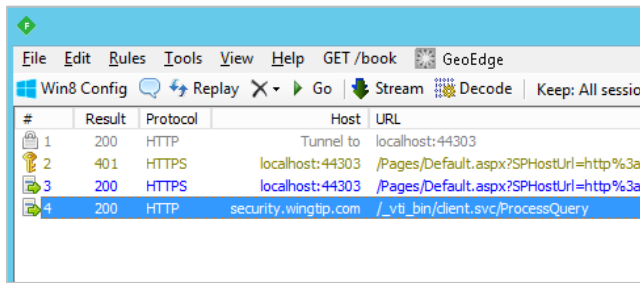 F
File Edit Rules Tools View Help GET /book GeoEdge
Win8 Config Replay X Go Stream Decode Keep: All sessio
# Result Protocol Host URL
1 200 HTTP Tunnel to localhost:44303
2 401 HTTPS localhost:44303 /Pages/Default.aspx?SPHostUrl=http%3a
3 200 HTTPS localhost:44303 /Pages/Default.aspx?SPHostUrl=http%3a
4 200 HTTP security.wingtip.com /_vti_bin/client.svc/ProcessQuery